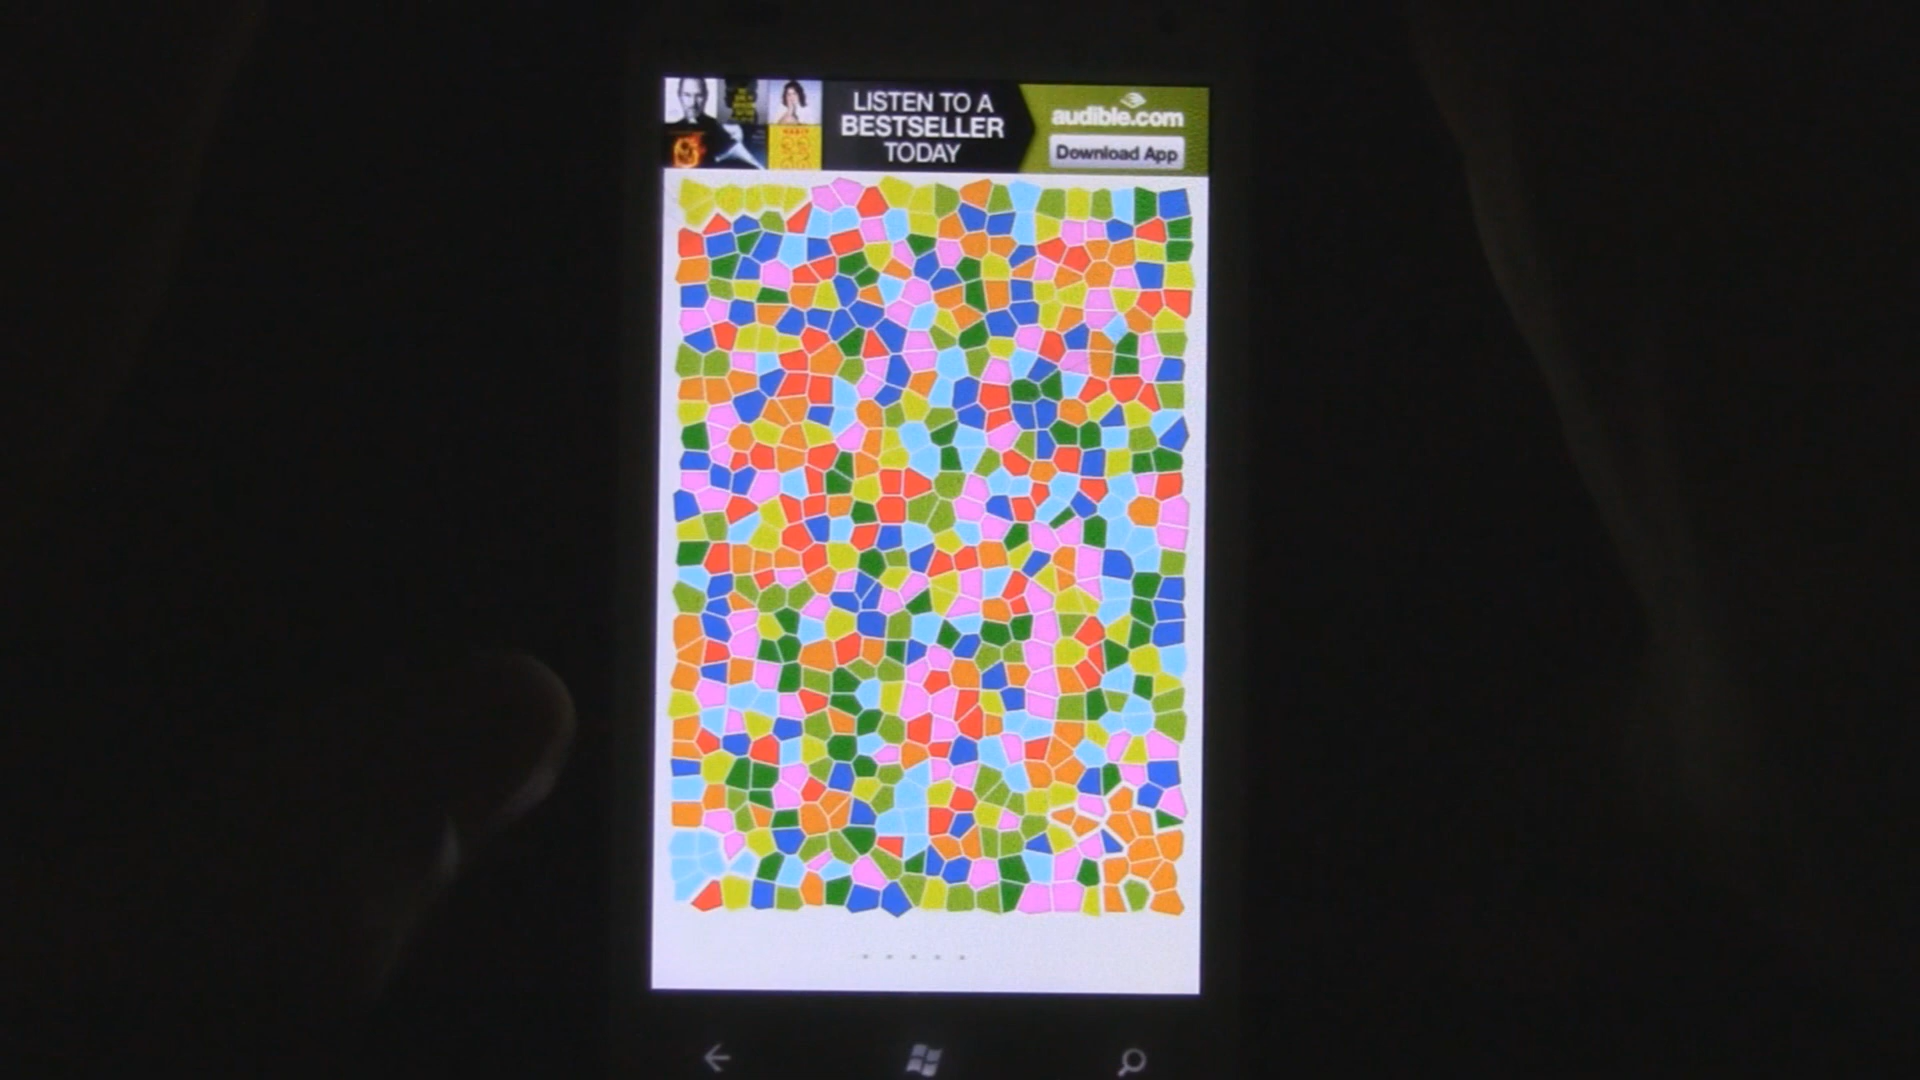 LISTEN TO A
BESTSELLER
TODAY
audible.com
Download App